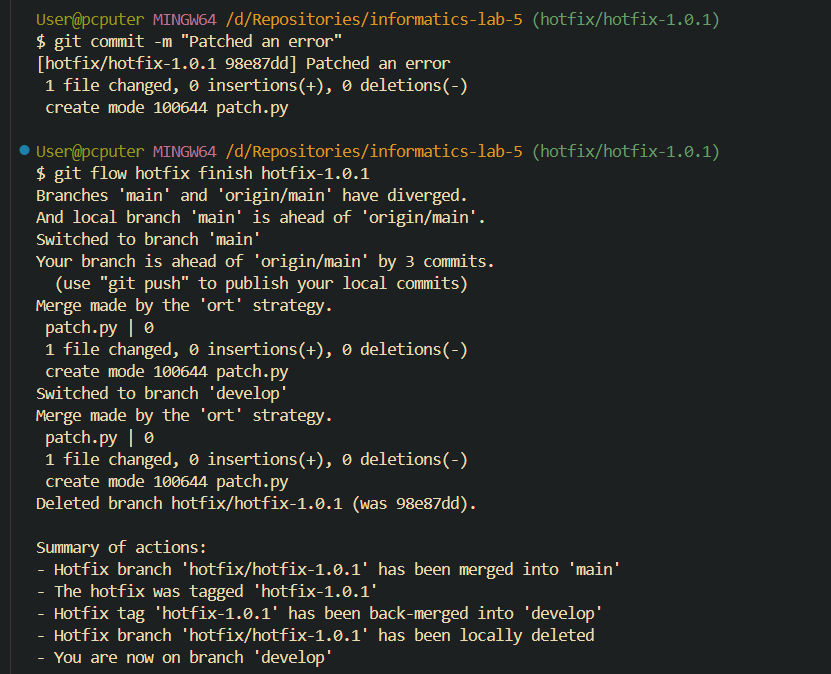 User@pcputer MINGW64 /d/Repositories/informatics-lab-5 (hotfix/hotfix-1.0.1)
$ git commit -m "Patched an error"
[hotfix/hotfix-1.0.1 98e87dd] Patched an error
 1 file changed, 0 insertions(+), 0 deletions(-)
 create mode 100644 patch.py

User@pcputer MINGW64 /d/Repositories/informatics-lab-5 (hotfix/hotfix-1.0.1)
$ git flow hotfix finish hotfix-1.0.1
Branches 'main' and 'origin/main' have diverged.
And local branch 'main' is ahead of 'origin/main'.
Switched to branch 'main'
Your branch is ahead of 'origin/main' by 3 commits.
  (use "git push" to publish your local commits)
Merge made by the 'ort' strategy.
 patch.py | 0
 1 file changed, 0 insertions(+), 0 deletions(-)
 create mode 100644 patch.py
Switched to branch 'develop'
Merge made by the 'ort' strategy.
 patch.py | 0
 1 file changed, 0 insertions(+), 0 deletions(-)
 create mode 100644 patch.py
Deleted branch hotfix/hotfix-1.0.1 (was 98e87dd).

Summary of actions:
- Hotfix branch 'hotfix/hotfix-1.0.1' has been merged into 'main'
- The hotfix was tagged 'hotfix-1.0.1'
- Hotfix tag 'hotfix-1.0.1' has been back-merged into 'develop'
- Hotfix branch 'hotfix/hotfix-1.0.1' has been locally deleted
- You are now on branch 'develop'